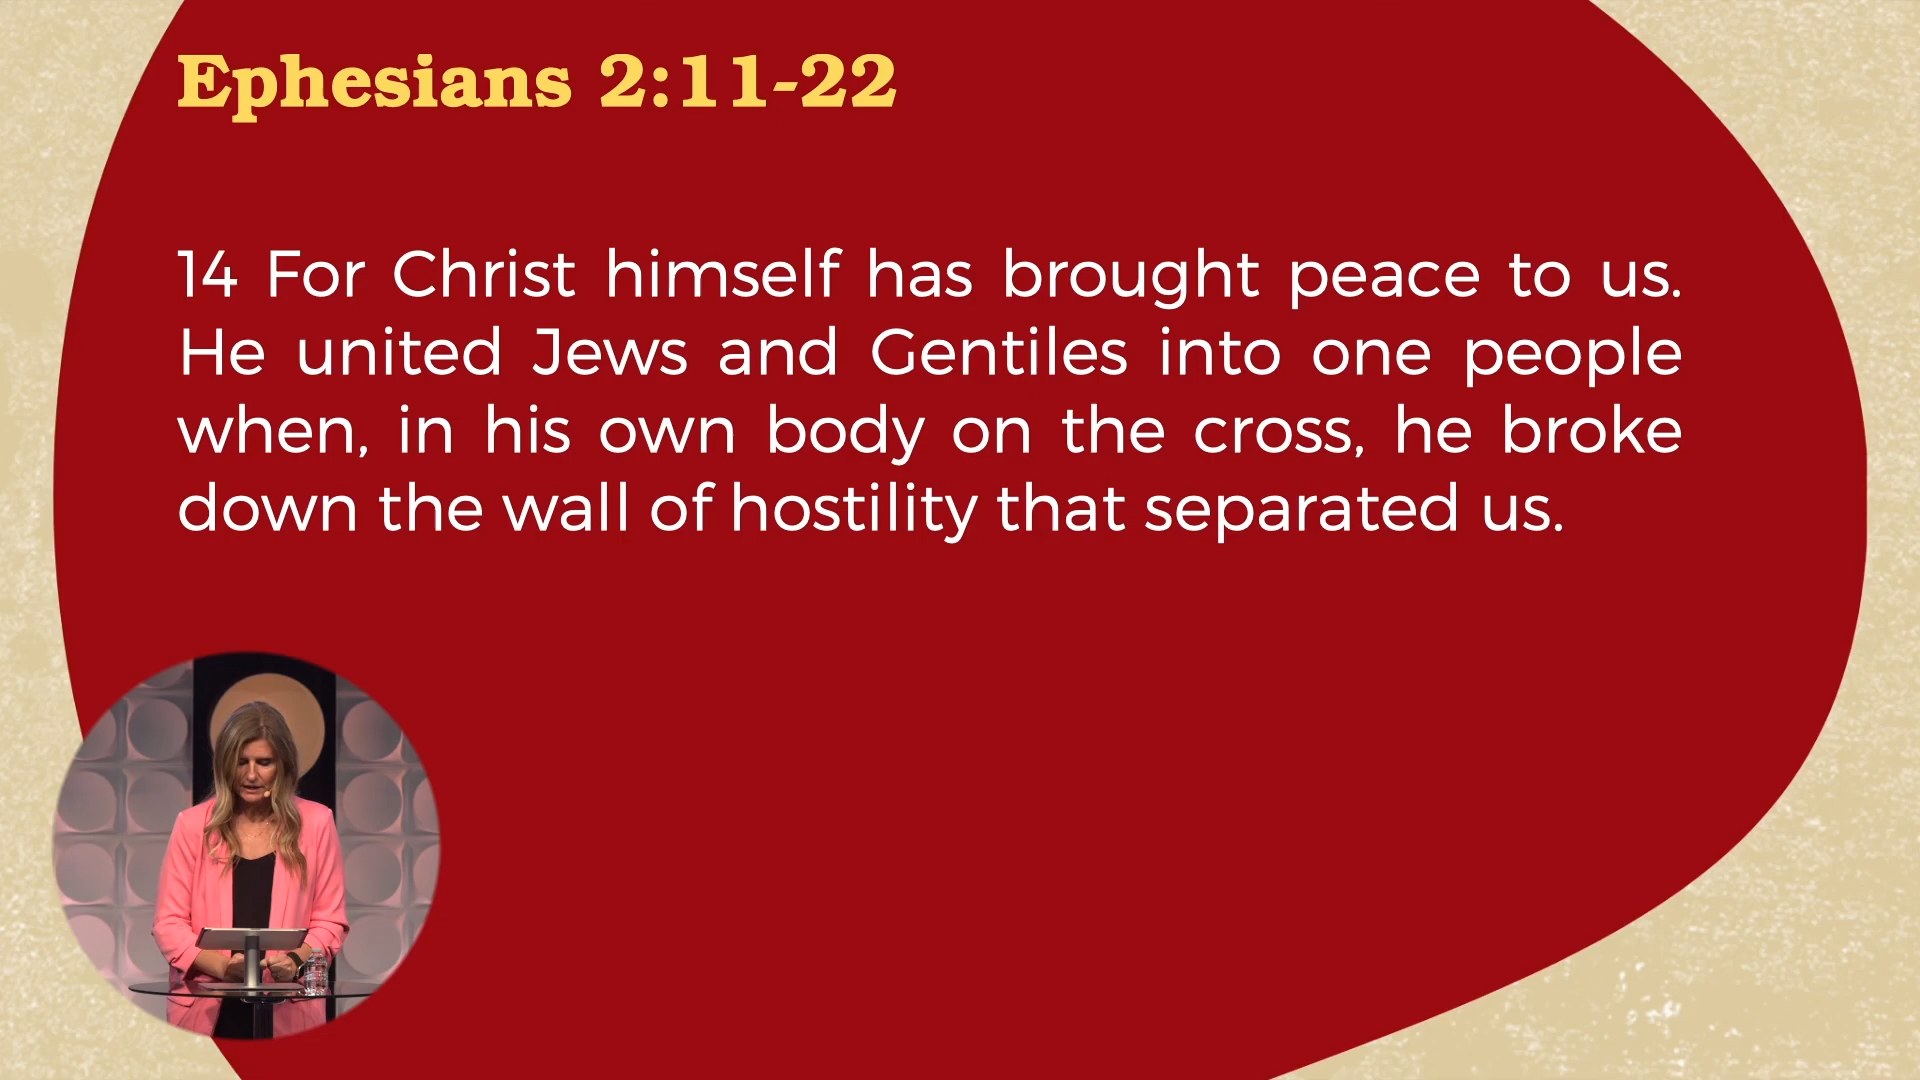 Ephesians 2:11-22
14 For Christ himself has brought peace to us.
He united Jews and Gentiles into one people
when, in his own body on the cross, he broke
down the wall of hostility that separated us.